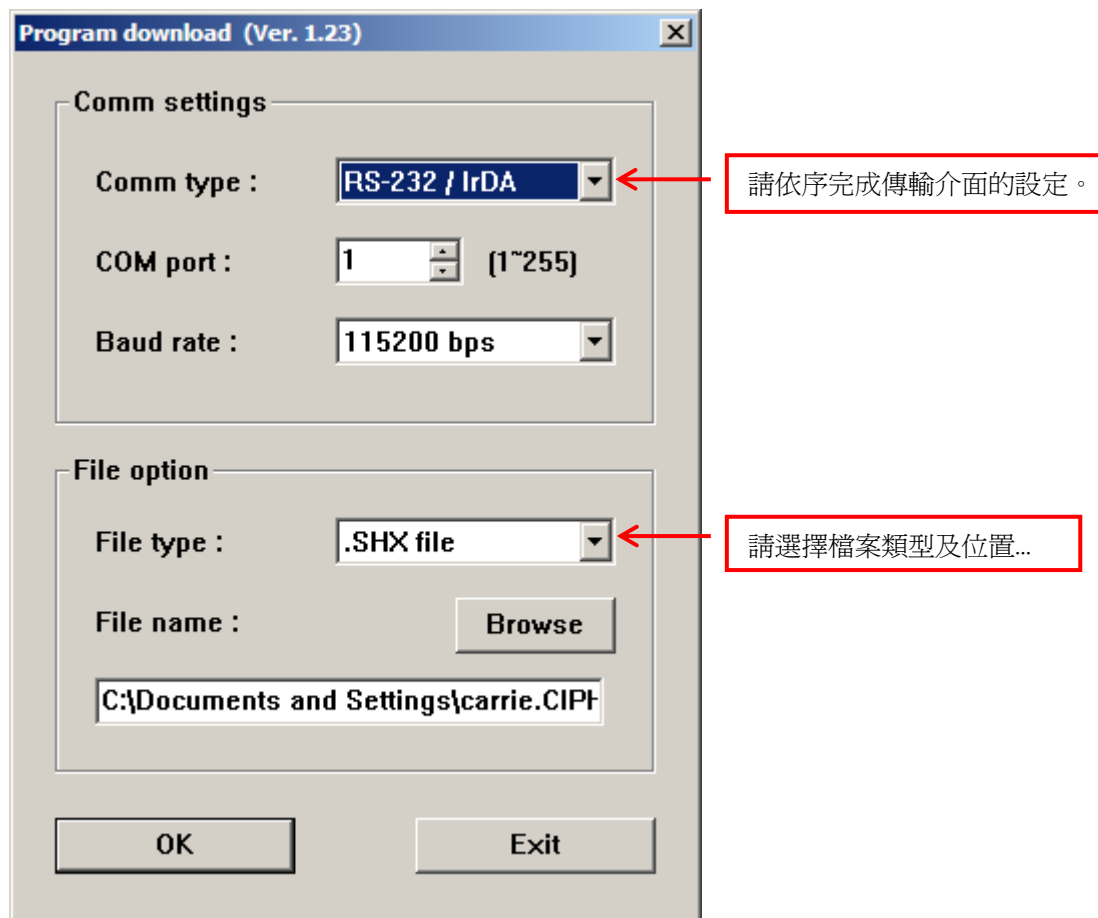 Program download (Ver. 1.23)
Comm settings
Comm type :
RS-232 / IrDA
請依序完成傳輸介面的設定。
COM port :
1
(1~255)
Baud rate :
115200 bps
File option
File type :
.SHX file
請選擇檔案類型及位置...
File name :
Browse
C:\Documents and Settings\carrie.CIPH
OK
Exit